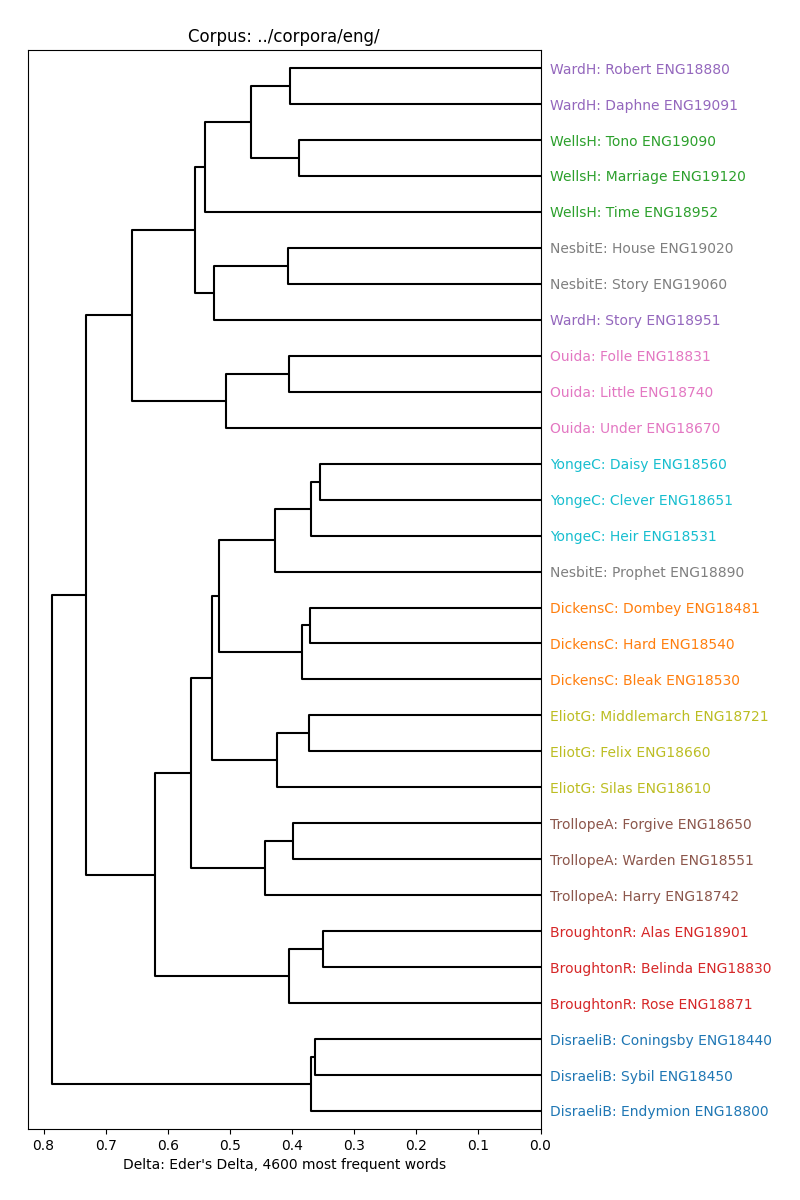 Corpus: ../corpora/eng/
WardH: Robert ENG18880
WardH: Daphne ENG19091
WellsH: Tono ENG19090
WellsH: Marriage ENG19120
WellsH: Time ENG18952
NesbitE: House ENG19020
NesbitE: Story ENG19060
WardH: Story ENG18951
Ouida: Folle ENG18831
Ouida: Little ENG18740
Ouida: Under ENG18670
YongeC: Daisy ENG18560
YongeC: Clever ENG18651
YongeC: Heir ENG18531
NesbitE: Prophet ENG18890
DickensC: Dombey ENG18481
DickensC: Hard ENG18540
DickensC: Bleak ENG18530
EliotG: Middlemarch ENG18721
EliotG: Felix ENG18660
EliotG: Silas ENG18610
TrollopeA: Forgive ENG18650
TrollopeA: Warden ENG18551
TrollopeA: Harry ENG18742
BroughtonR: Alas ENG18901
BroughtonR: Belinda ENG18830
BroughtonR: Rose ENG18871
DisraeliB: Coningsby ENG18440
DisraeliB: Sybil ENG18450
DisraeliB: Endymion ENG18800
0.8 0.7 0.6 0.5 0.4 0.3 0.2 0.1 0.0
Delta: Eder's Delta, 4600 most frequent words